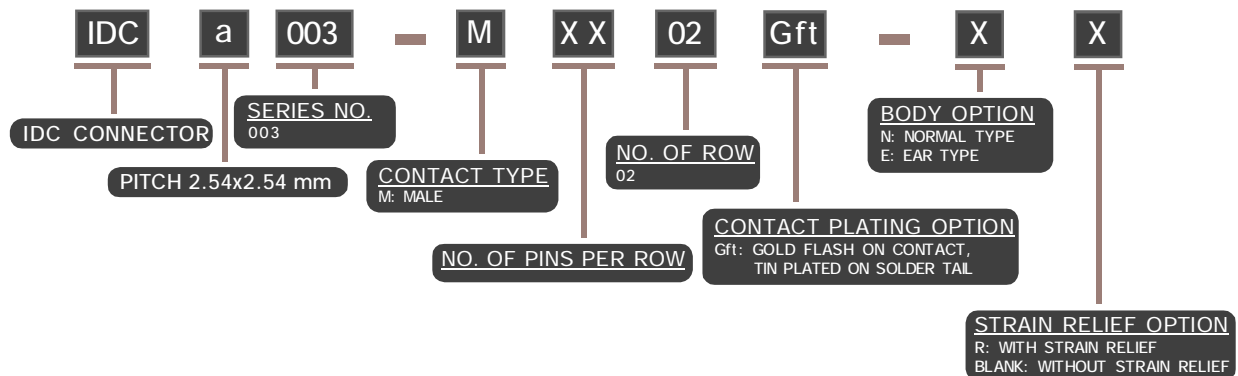 IDC a 003 - M XX 02 Gft - X X
IDC CONNECTOR
PITCH 2.54x2.54 mm
SERIES NO.
003
CONTACT TYPE
M: MALE
NO. OF PINS PER ROW
NO. OF ROW
02
CONTACT PLATING OPTION
Gft: GOLD FLASH ON CONTACT,
TIN PLATED ON SOLDER TAIL
BODY OPTION
N: NORMAL TYPE
E: EAR TYPE
STRAIN RELIEF OPTION
R: WITH STRAIN RELIEF
BLANK: WITHOUT STRAIN RELIEF